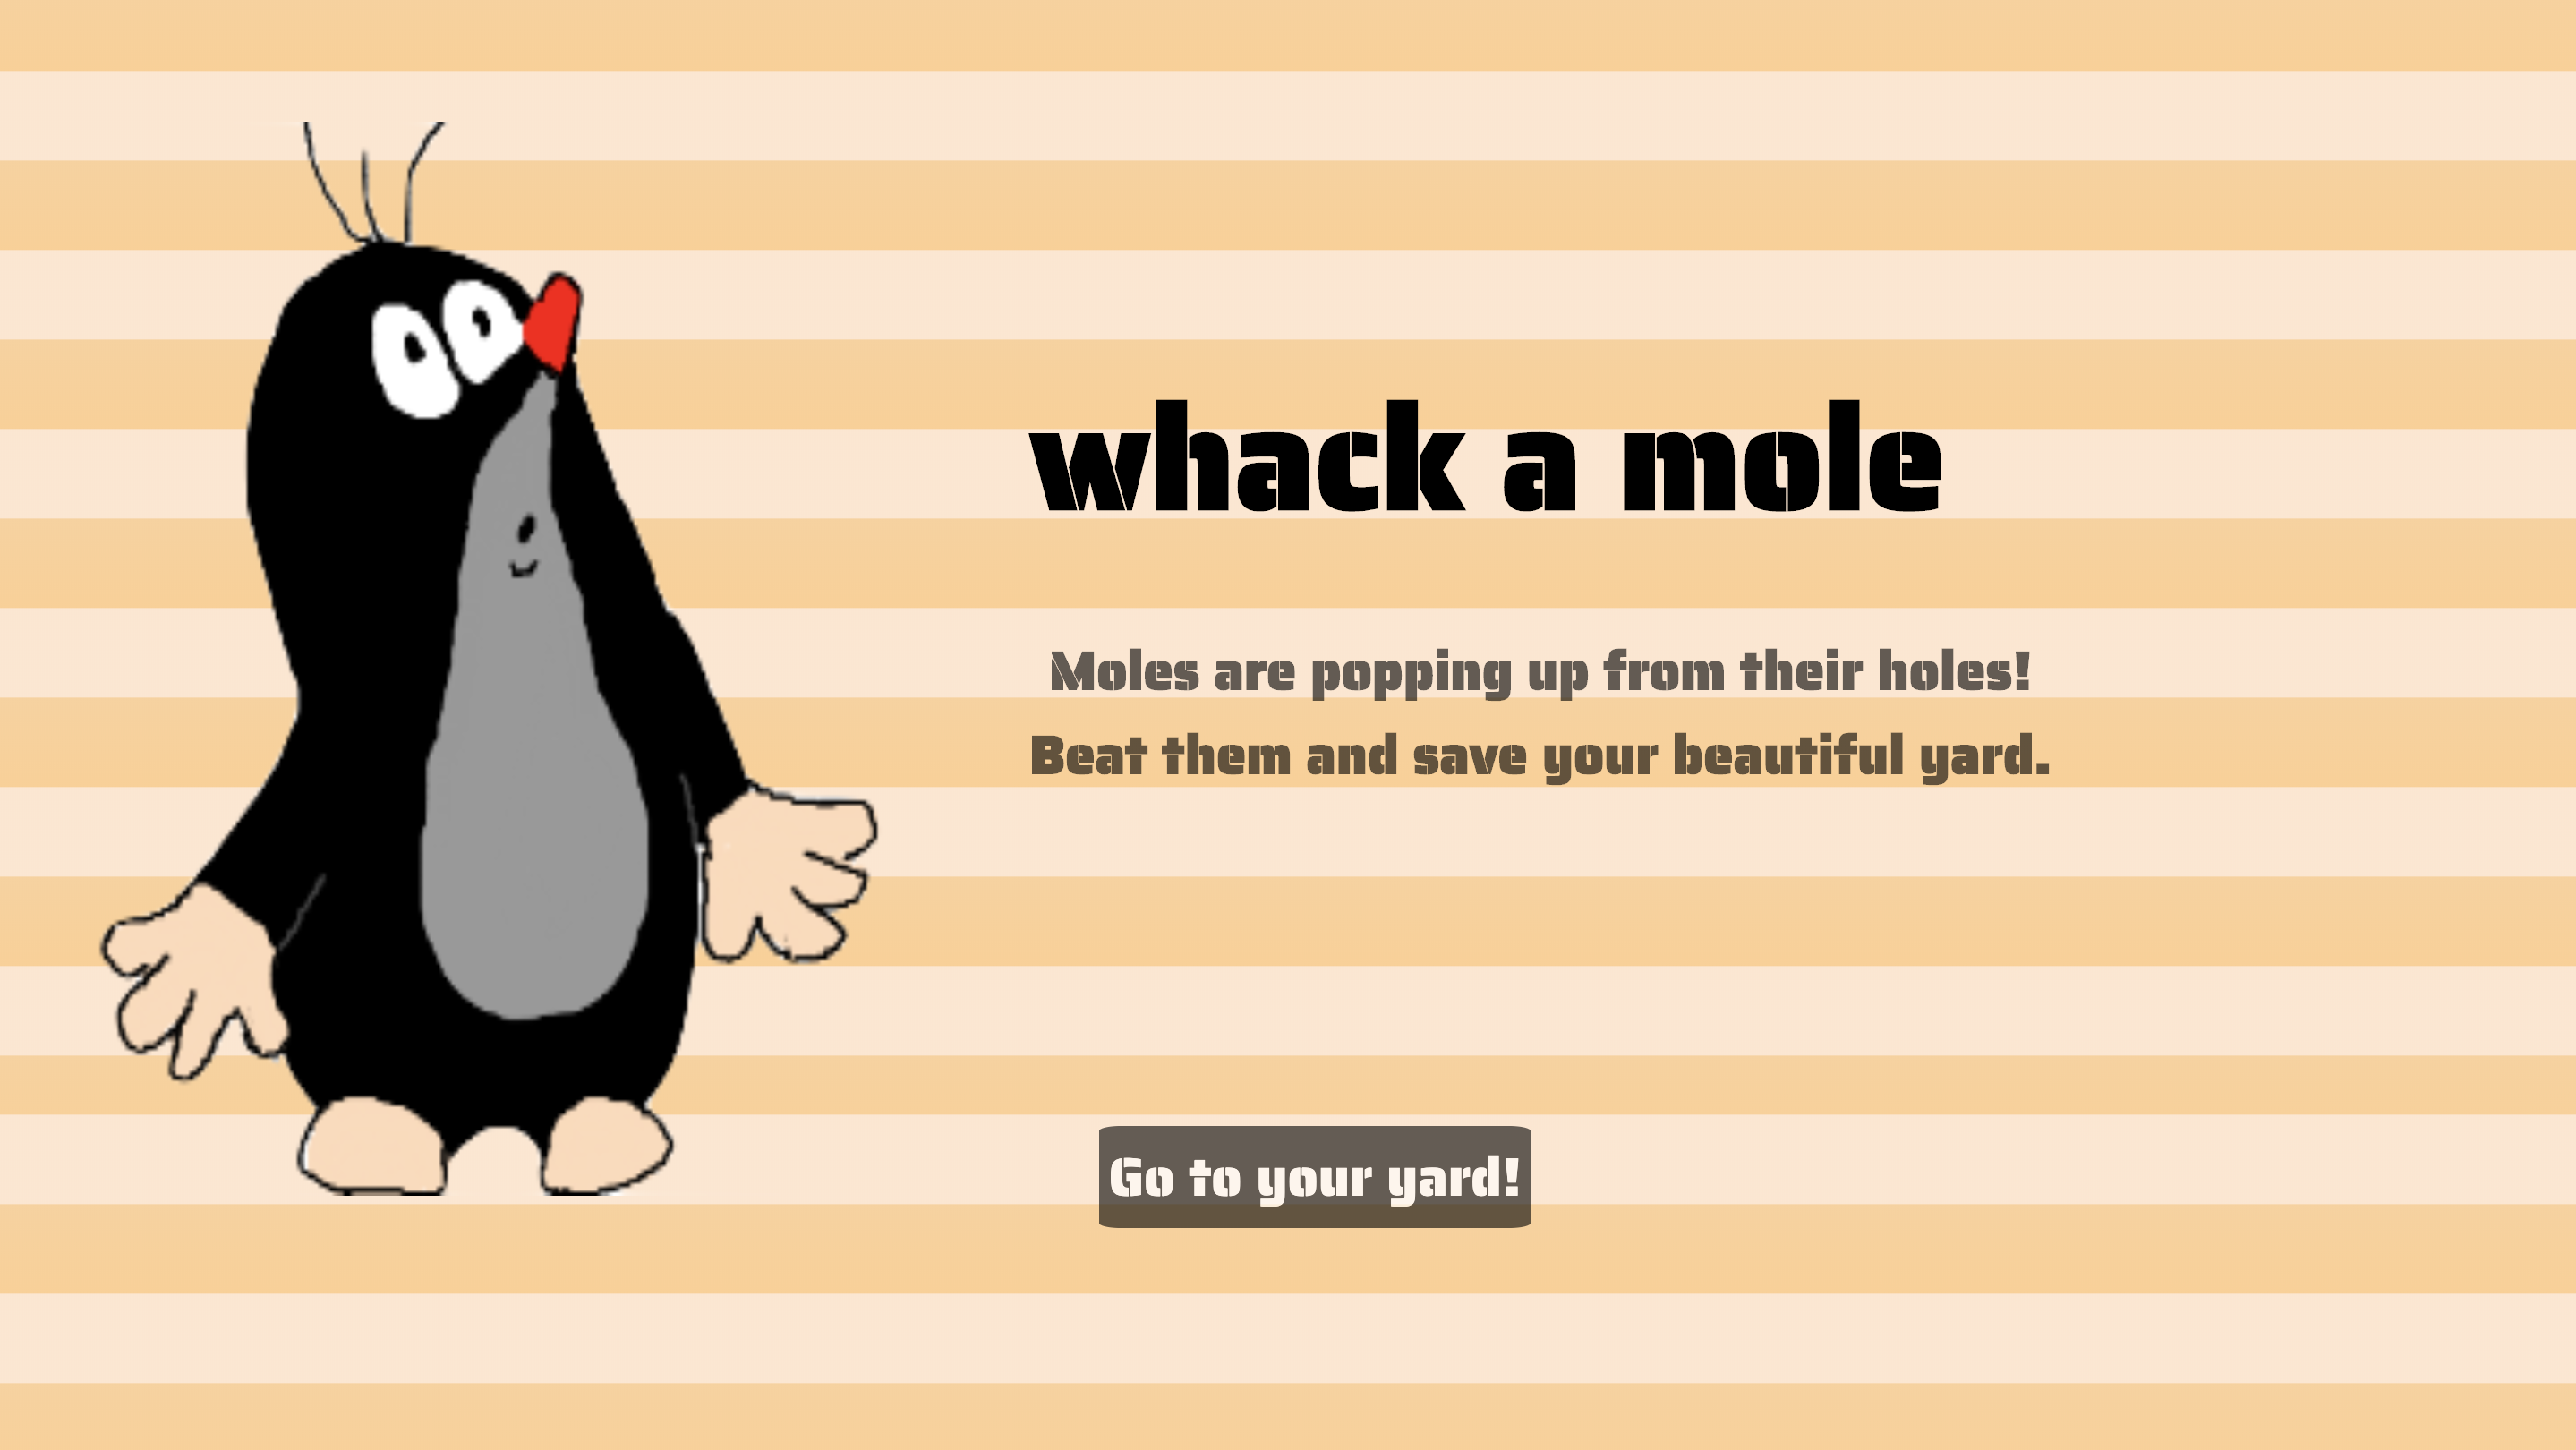 whack a mole
Moles are popping up from their holes!
Beat them and save your beautiful yard.
Go to your yard!